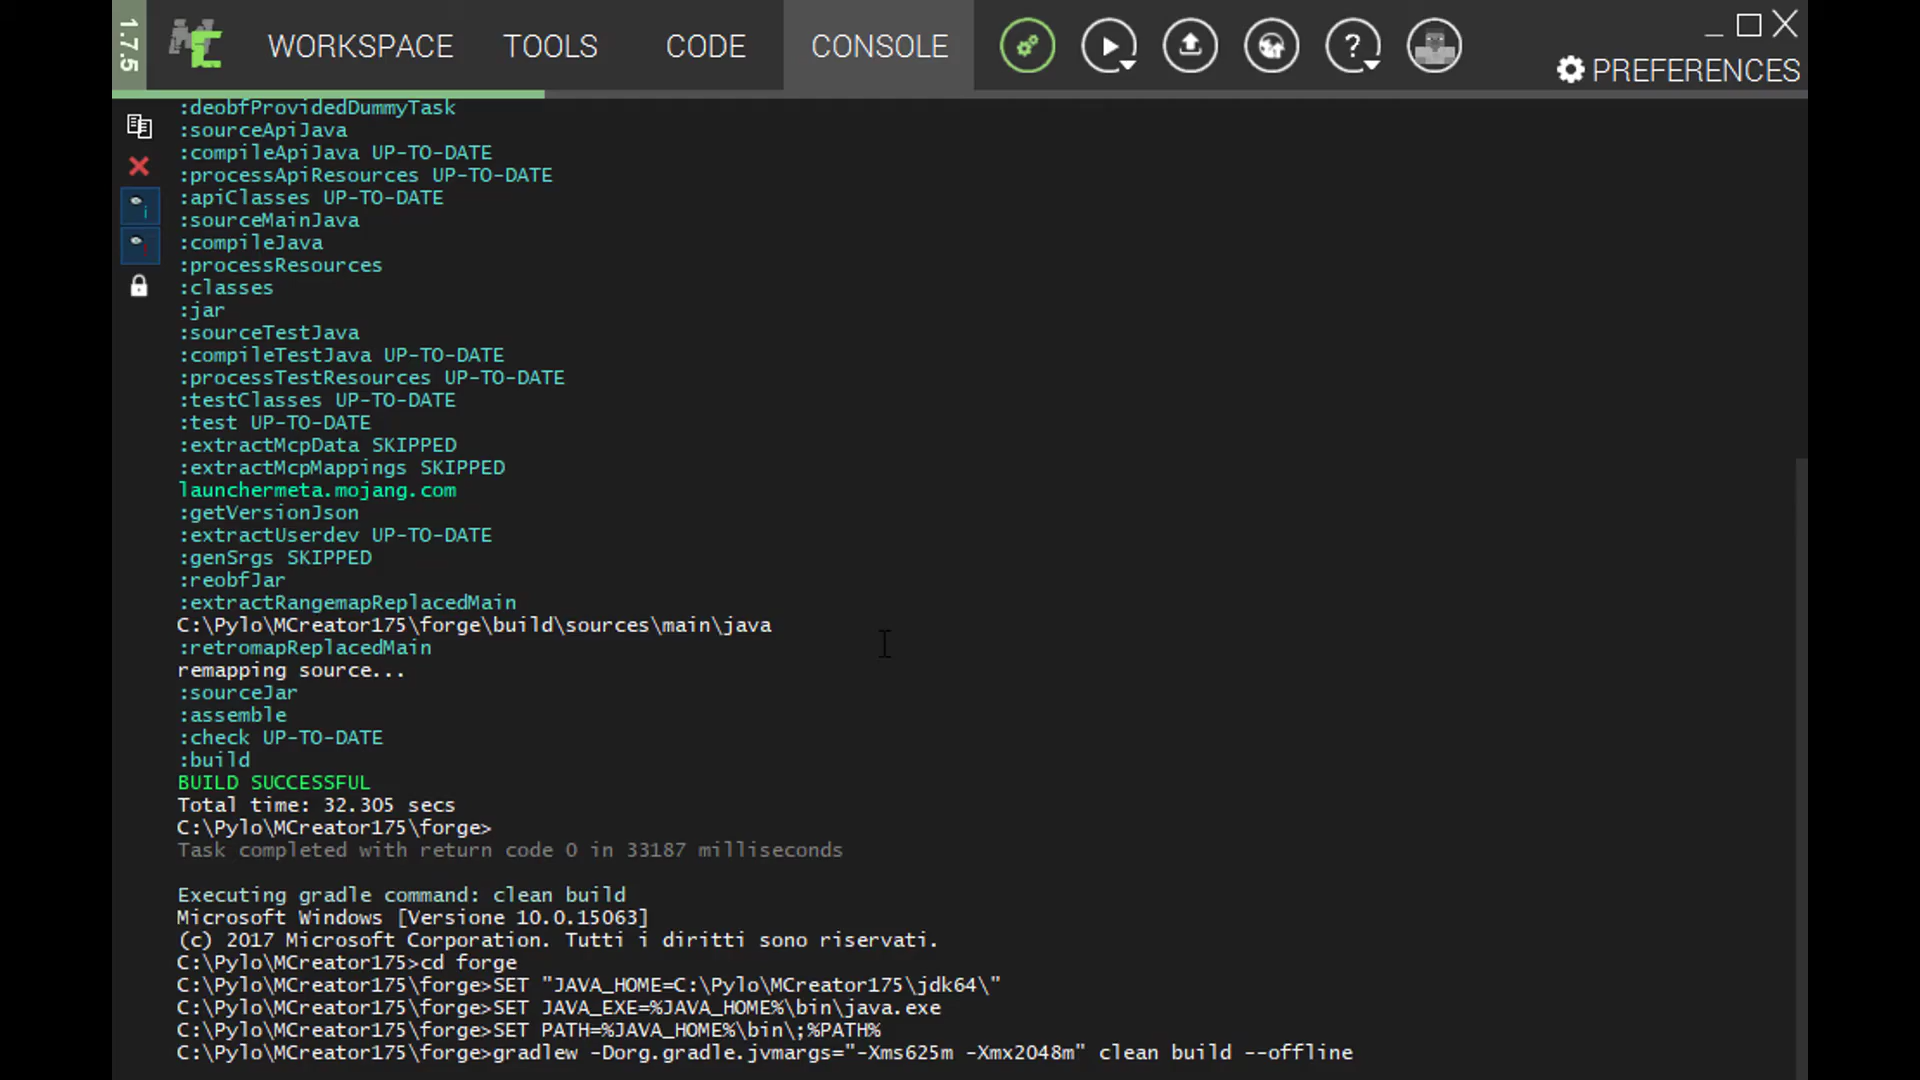 1.7.5
WORKSPACE
TOOLS
CODE
CONSOLE
PREFERENCES
:deobfProvidedDummyTask
:sourceApiJava
:compileApiJava UP-TO-DATE
:processApiResources UP-TO-DATE
:apiClasses UP-TO-DATE
:sourceMainJava
:compileJava
:processResources
:classes
:jar
:sourceTestJava
:compileTestJava UP-TO-DATE
:processTestResources UP-TO-DATE
:testClasses UP-TO-DATE
:test UP-TO-DATE
:extractMcpData SKIPPED
:extractMcpMappings SKIPPED
launchermeta.mojang.com
:getVersionJson
:extractUserdev UP-TO-DATE
:genSrgs SKIPPED
:reobfJar
:extractRangemapReplacedMain
C:\Pylo\MCreator175\forge\build\sources\main\java
:retromapReplacedMain
remapping source...
:sourceJar
:assemble
:check UP-TO-DATE
:build
BUILD SUCCESSFUL
Total time: 32.305 secs
C:\Pylo\MCreator175\forge>
Task completed with return code 0 in 33187 milliseconds
Executing gradle command: clean build
Microsoft Windows [Versione 10.0.15063]
(c) 2017 Microsoft Corporation. Tutti i diritti sono riservati.
C:\Pylo\MCreator175>cd forge
C:\Pylo\MCreator175\forge>SET "JAVA_HOME=C:\Pylo\MCreator175\jdk64\"
C:\Pylo\MCreator175\forge>SET JAVA_EXE=%JAVA_HOME%\bin\java.exe
C:\Pylo\MCreator175\forge>SET PATH=%JAVA_HOME%\bin\;%PATH%
C:\Pylo\MCreator175\forge>gradlew -Dorg.gradle.jvmargs="-Xms625m -Xmx2048m" clean build --offline